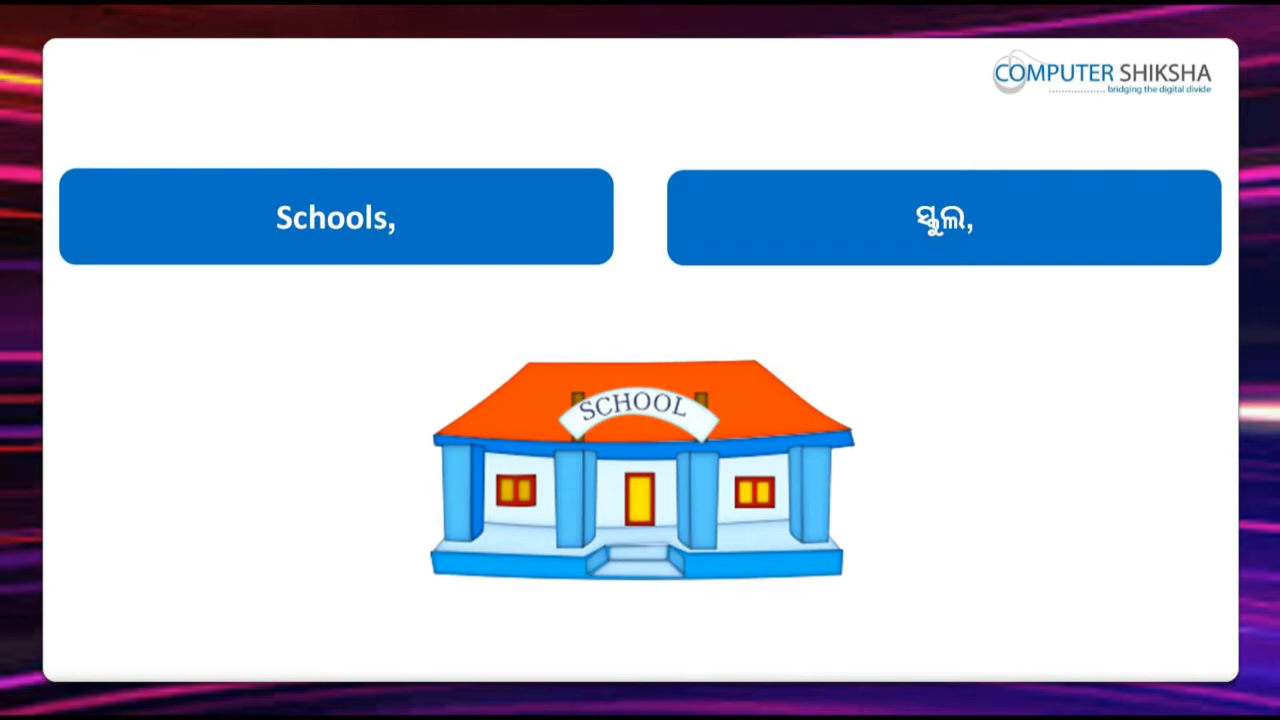 COMPUTER SHIKSHA
bridging the digital divide
Schools,
ସ୍କୁଲ,
SCHOOL